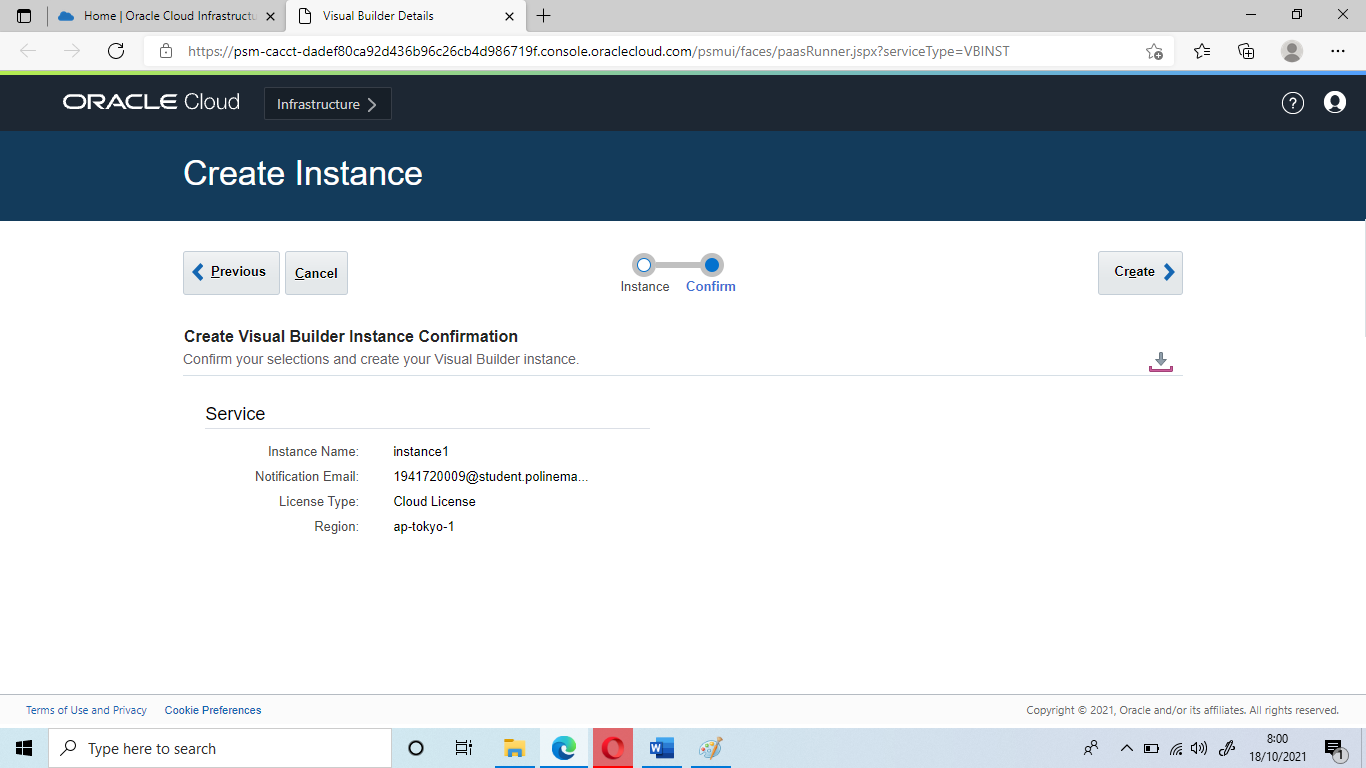 Home | Oracle Cloud Infrastructu
Visual Builder Details
https://psm-cacct-dadef80ca92d436b96c26cb4d986719f.console.oraclecloud.com/psmui/faces/paasRunner.jspx?serviceType=VBINST
ORACLE Cloud
Infrastructure
Create Instance
Previous
Cancel
Instance
Confirm
Create
Create Visual Builder Instance Confirmation
Confirm your selections and create your Visual Builder instance.
Service
Instance Name: instance1
Notification Email: 1941720009@student.polinema...
License Type: Cloud License
Region: ap-tokyo-1
Terms of Use and Privacy Cookie Preferences
Copyright © 2021, Oracle and/or its affiliates. All rights reserved.
Type here to search
8:00
18/10/2021
1